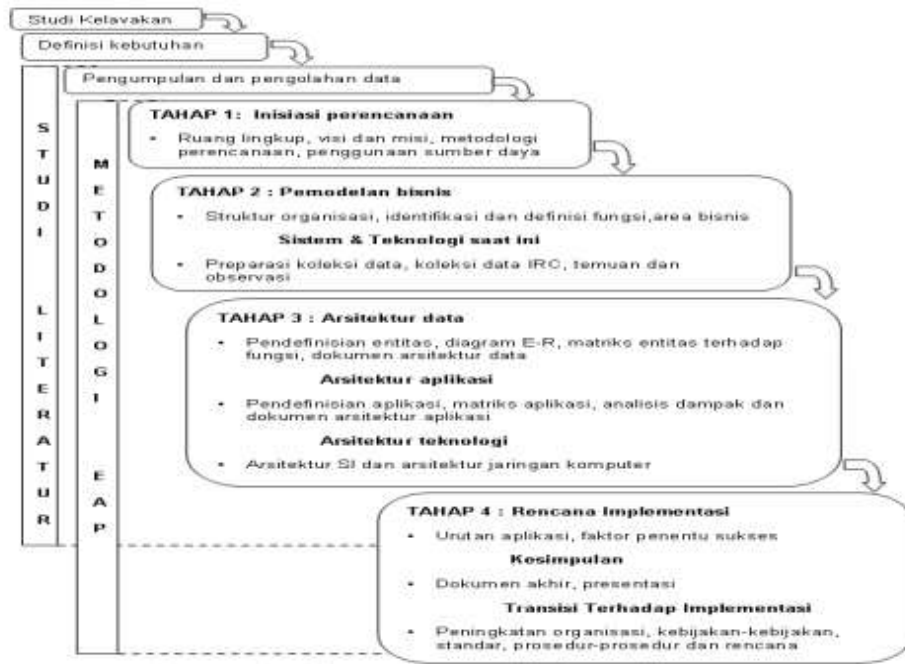 Studi Kelavakan
Definisi kebutuhan
Pengumpulan dan pengolahan data
STUDI LITERATUR
METODOLOGI EAP
TAHAP 1: Inisiasi perencanaan
• Ruang lingkup, visi dan misi, metodologi
perencanaan, penggunaan sumber daya
TAHAP 2 : Pemodelan bisnis
• Struktur organisasi, identifikasi dan definisi fungsi,area bisnis
Sistem & Teknologi saat ini
• Preparasi koleksi data, koleksi data IRC, temuan dan
observasi
TAHAP 3 : Arsitektur data
• Pendefinisian entitas, diagram E-R, matriks entitas terhadap
fungsi, dokumen arsitektur data
Arsitektur aplikasi
• Pendefinisian aplikasi, matriks aplikasi, analisis dampak dan
dokumen arsitektur aplikasi
Arsitektur teknologi
• Arsitektur SI dan arsitektur jaringan komputer
TAHAP 4 : Rencana Implementasi
• Urutan aplikasi, faktor penentu sukses
Kesimpulan
• Dokumen akhir, presentasi
Transisi Terhadap Implementasi
• Peningkatan organisasi, kebijakan-kebijakan,
standar, prosedur-prosedur dan rencana